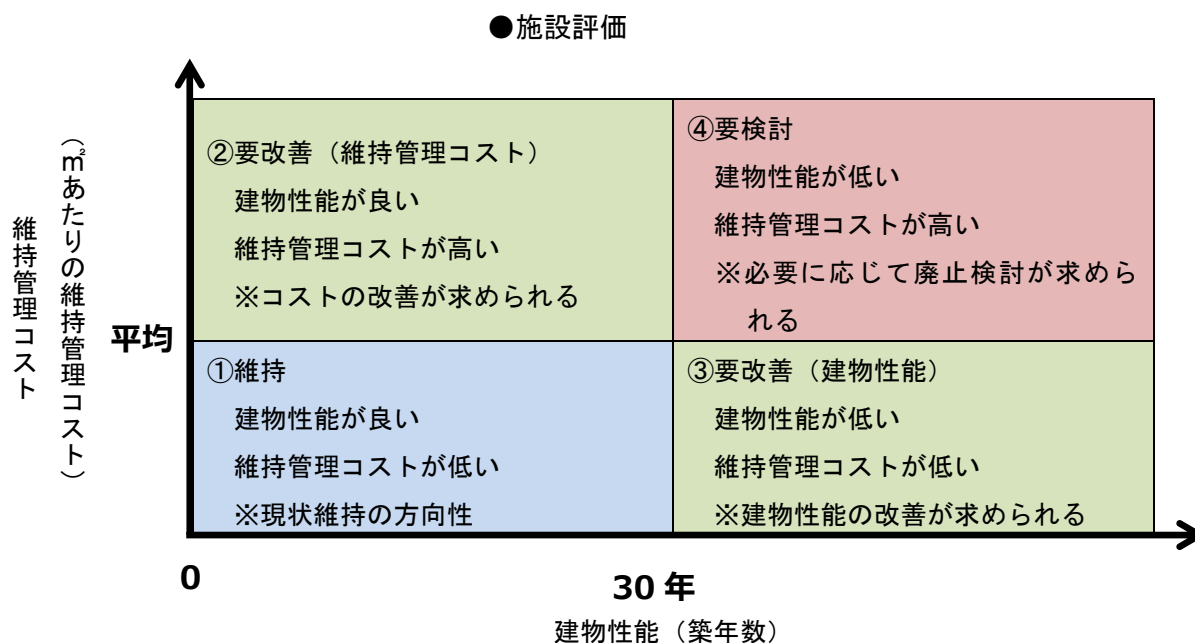 ●施設評価
維持管理コスト
(㎡あたりの維持管理コスト)
平均
②要改善(維持管理コスト)
建物性能が良い
維持管理コストが高い
※コストの改善が求められる
④要検討
建物性能が低い
維持管理コストが高い
※必要に応じて廃止検討が求めら
れる
①維持
建物性能が良い
維持管理コストが低い
※現状維持の方向性
③要改善(建物性能)
建物性能が低い
維持管理コストが低い
※建物性能の改善が求められる
0
30 年
建物性能(築年数)